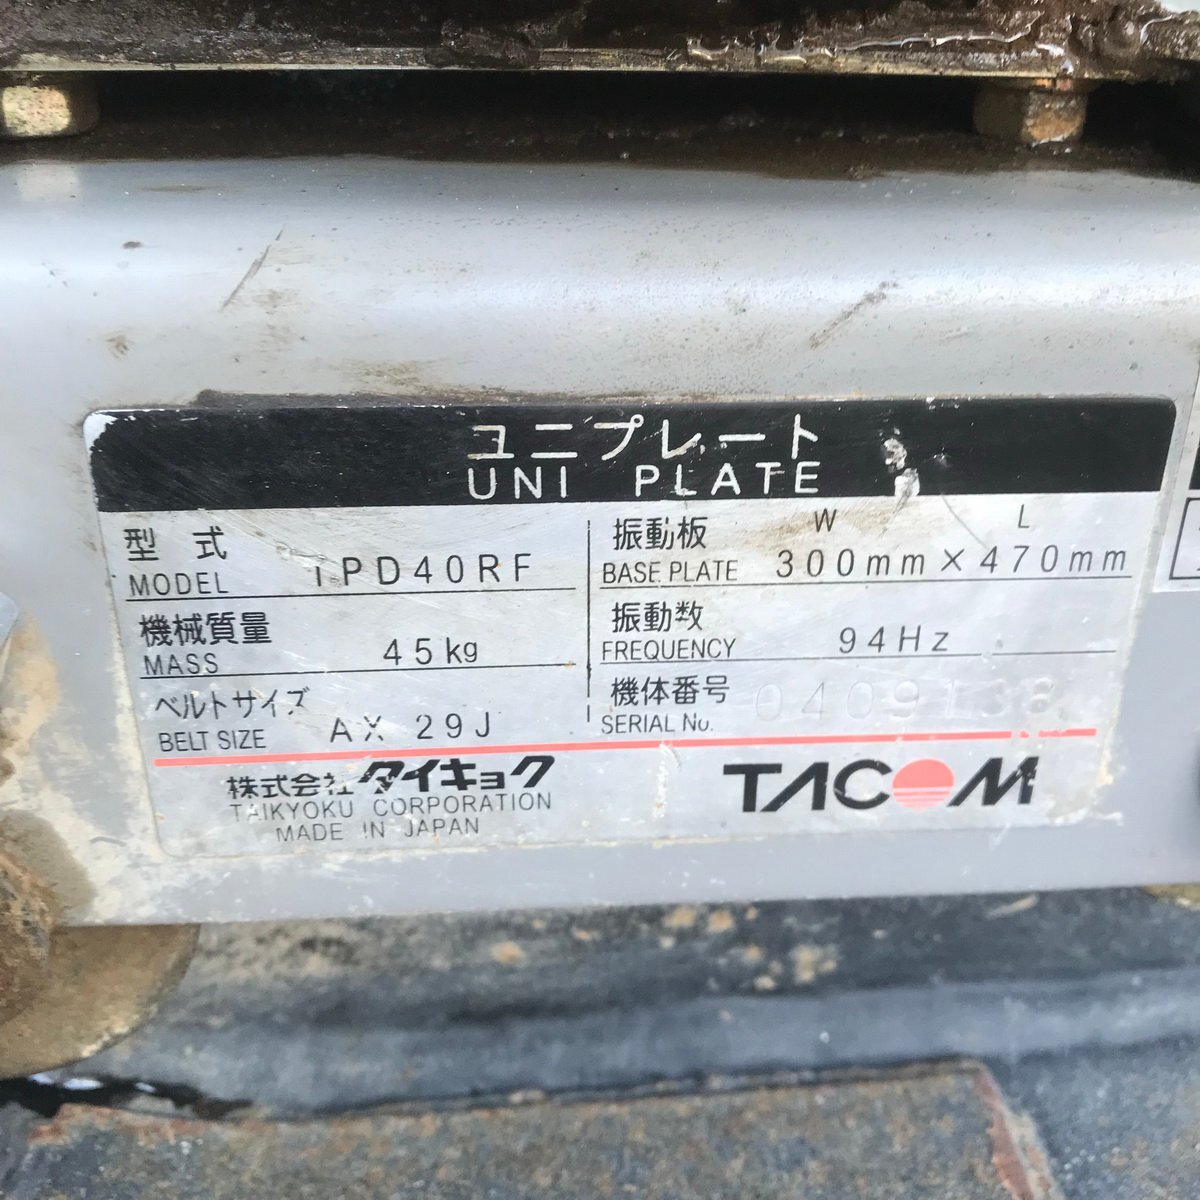 ユニプレート
UNI PLATE
型式
MODEL TPD40RF
機械質量
MASS 45kg
ベルトサイズ
BELT SIZE AX 29J
振動板 W L
BASE PLATE 300mm×470mm
振動数
FREQUENCY 94Hz
機体番号
SERIAL No. 0409138
株式会社タイキョク
TAIKYOKU CORPORATION
MADE IN JAPAN
TACOM